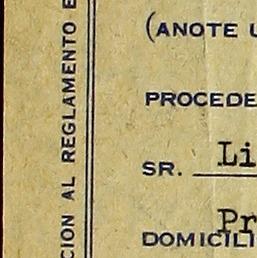 CION AL REGLAMENTO E
(ANOTE U
PROCEDE
SR. Li
Pr
DOMICILI